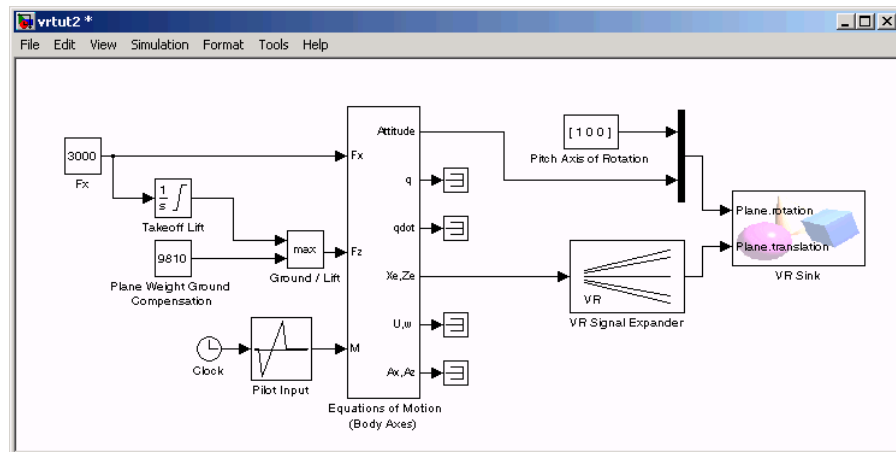 vrtut2 *
File Edit View Simulation Format Tools Help
3000
Fx
1
s
Takeoff Lift
9810
Plane Weight Ground
Compensation
max
Ground / Lift
Clock
Pilot Input
Attitude
Fx
q
qdot
Fz
Xe,Ze
U,w
M
Ax,Az
Equations of Motion
(Body Axes)
[ 1 0 0 ]
Pitch Axis of Rotation
VR
VR Signal Expander
Plane.rotation
Plane.translation
VR Sink